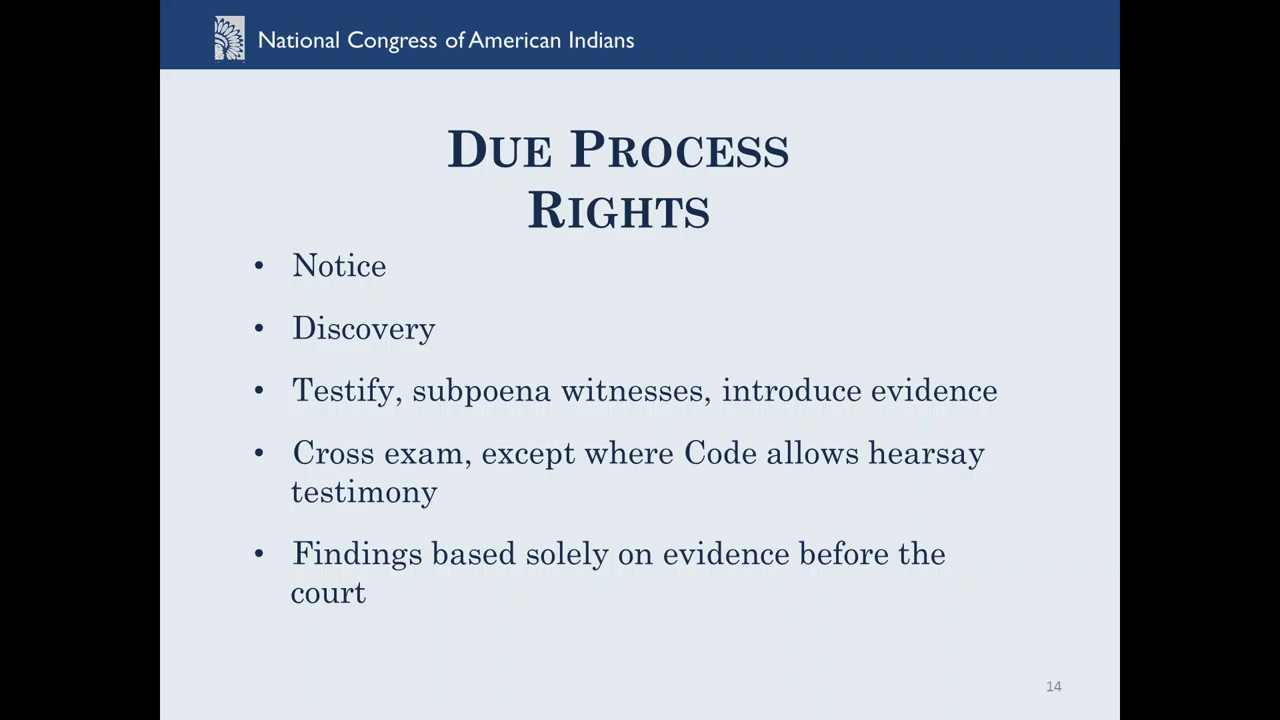 National Congress of American Indians
DUE PROCESS
RIGHTS
• Notice
• Discovery
• Testify, subpoena witnesses, introduce evidence
• Cross exam, except where Code allows hearsay
testimony
• Findings based solely on evidence before the
court
14